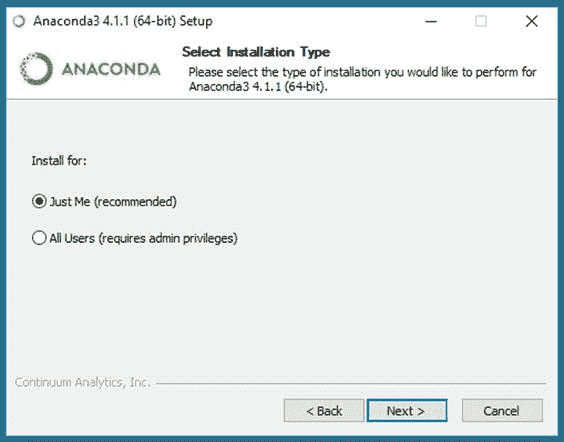 Anaconda3 4.1.1 (64-bit) Setup
ANACONDA
Select Installation Type
Please select the type of installation you would like to perform for
Anaconda3 4.1.1 (64-bit).
Install for:
Just Me (recommended)
All Users (requires admin privileges)
Continuum Analytics, Inc.
< Back
Next >
Cancel